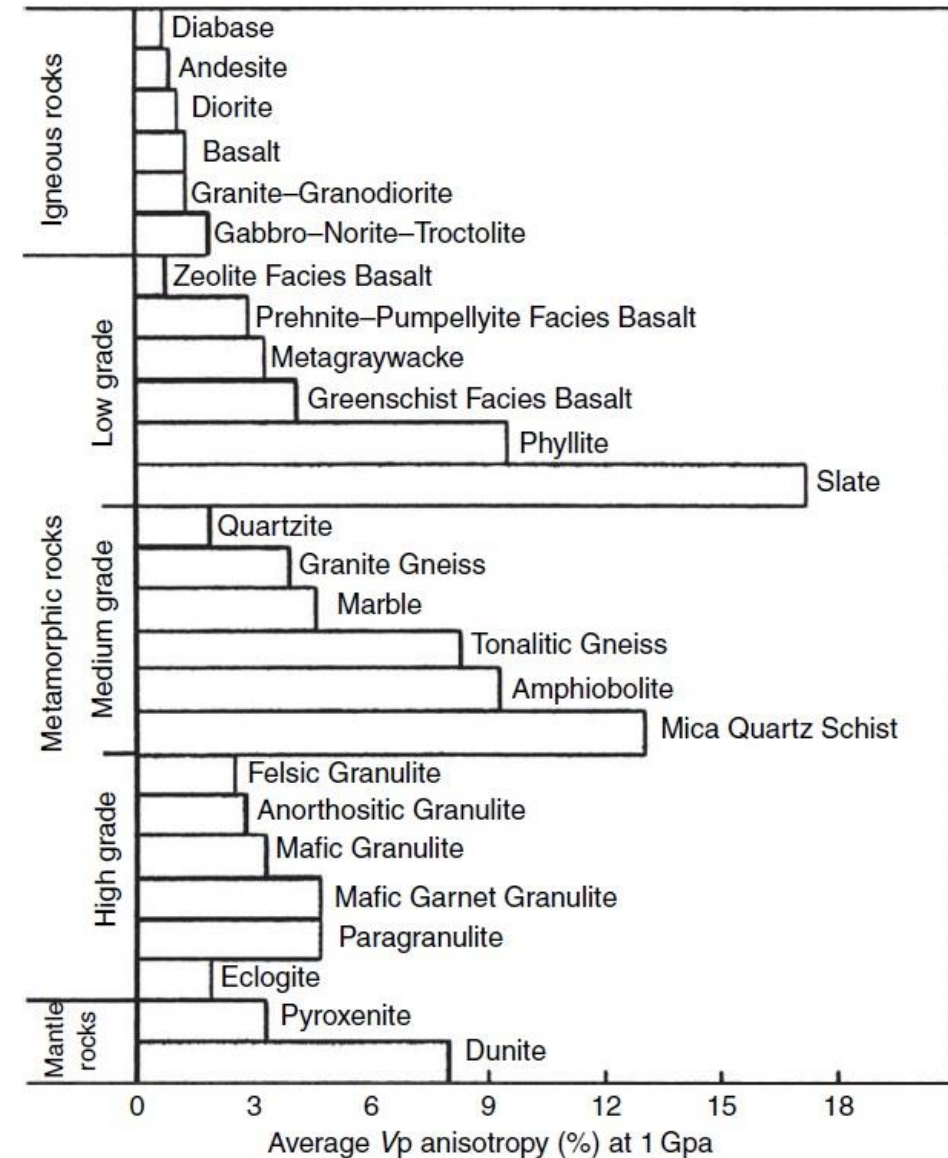 Igneous rocks
Diabase
Andesite
Diorite
Basalt
Granite–Granodiorite
Gabbro–Norite–Troctolite
Metamorphic rocks
Low grade
Zeolite Facies Basalt
Prehnite–Pumpellyite Facies Basalt
Metagraywacke
Greenschist Facies Basalt
Phyllite
Slate
Medium grade
Quartzite
Granite Gneiss
Marble
Tonalitic Gneiss
Amphiobolite
Mica Quartz Schist
High grade
Felsic Granulite
Anorthositic Granulite
Mafic Granulite
Mafic Garnet Granulite
Paragranulite
Eclogite
Mantle
rocks
Pyroxenite
Dunite
0 3 6 9 12 15 18
Average Vp anisotropy (%) at 1 Gpa